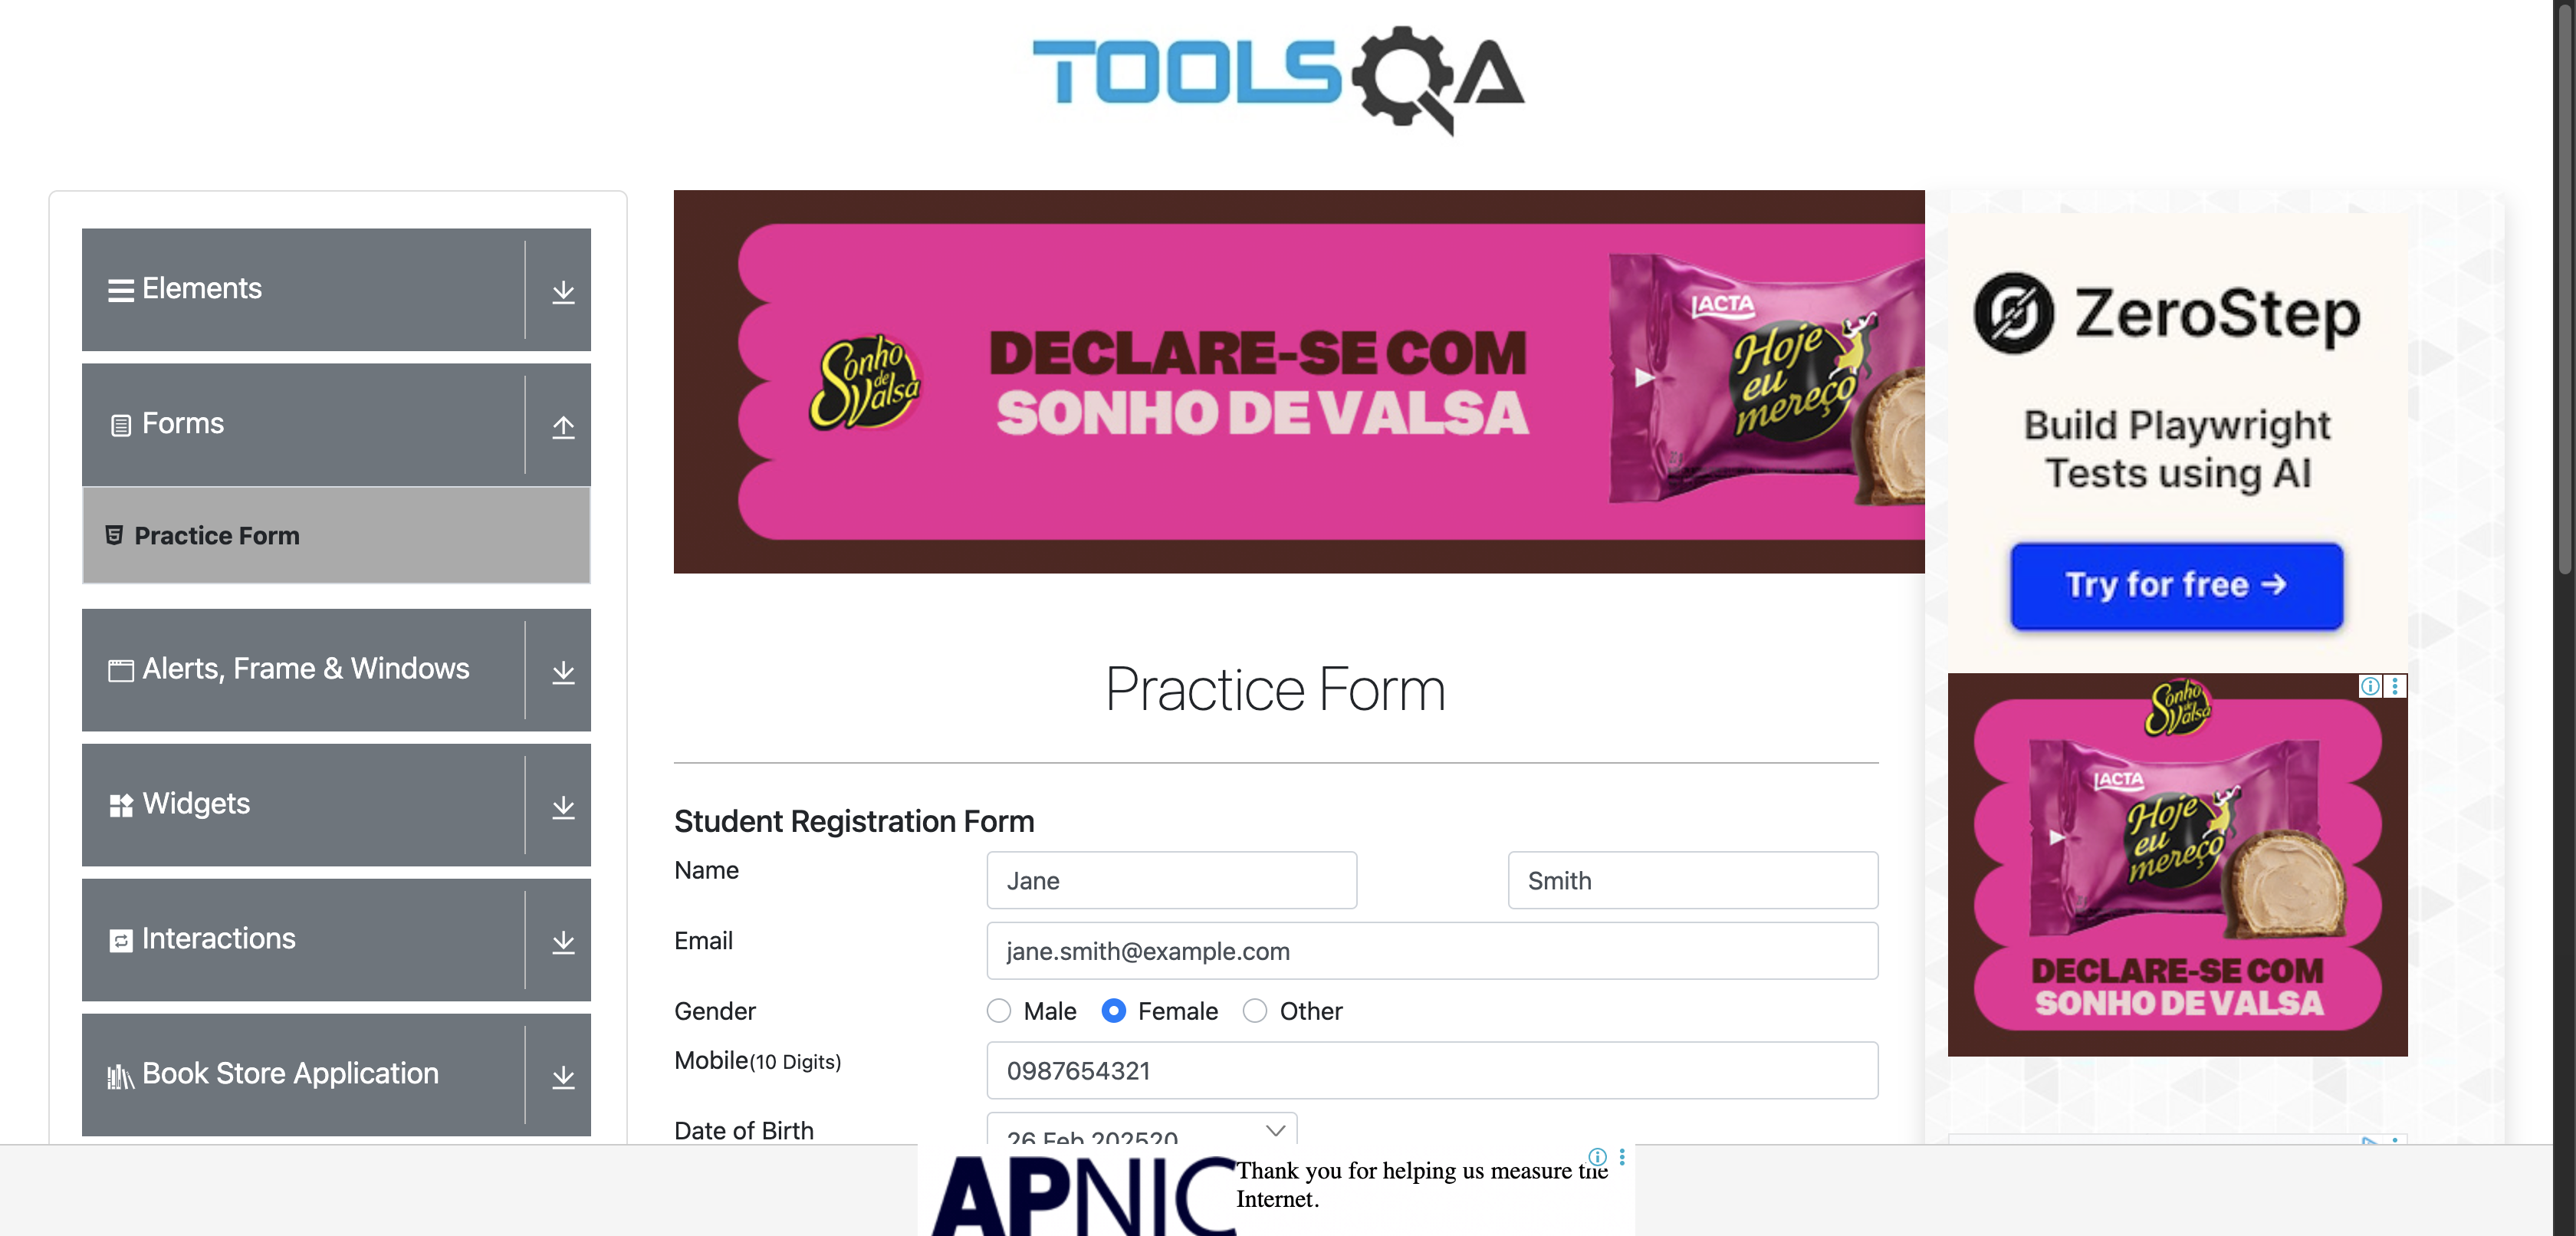 TOOLSQA
Elements
Forms
Practice Form
Alerts, Frame & Windows
Widgets
Interactions
Book Store Application
Sonho
de
Valsa
DECLARE-SE COM
SONHO DE VALSA
LACTA
Hoje
eu
mereço
Practice Form
Student Registration Form
Name
Jane
Smith
Email
jane.smith@example.com
Gender
Male
Female
Other
Mobile(10 Digits)
0987654321
Date of Birth
26 Feb 202520
ZeroStep
Build Playwright
Tests using AI
Try for free →
Sonho
de
Valsa
LACTA
Hoje
eu
mereço
DECLARE-SE COM
SONHO DE VALSA
APNIC
Thank you for helping us measure the
Internet.